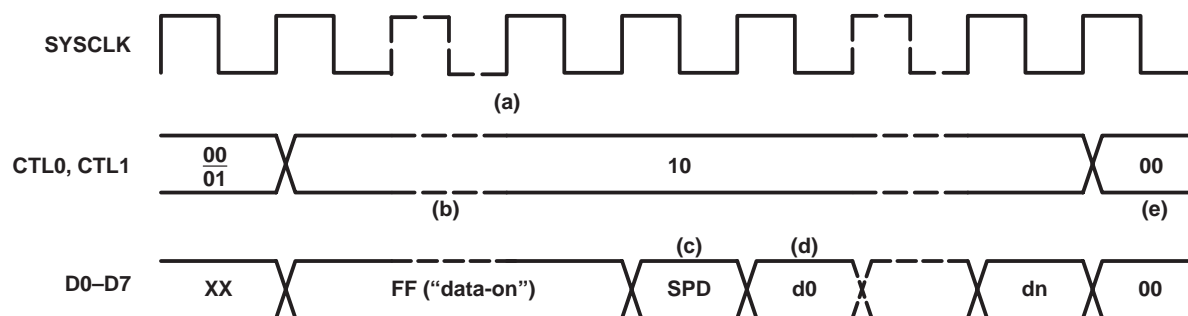 SYSCLK
(a)
CTL0, CTL1
00
01
10
00
(b)
(e)
(c)
(d)
D0–D7
XX
FF (“data-on”)
SPD
d0
dn
00